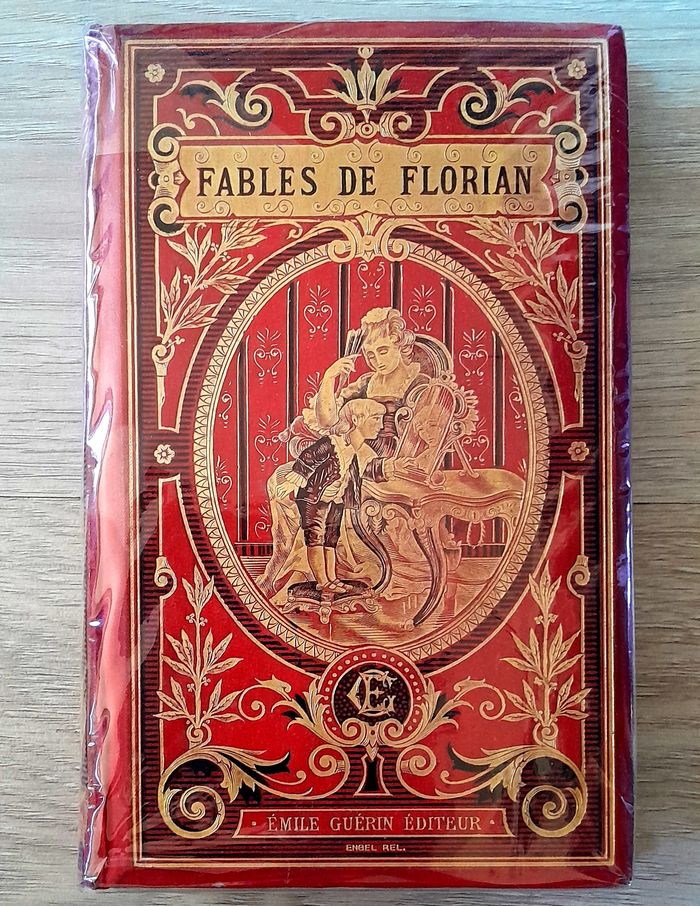 FABLES DE FLORIAN
· ÉMILE GUÉRIN ÉDITEUR ·
ENGEL REL.